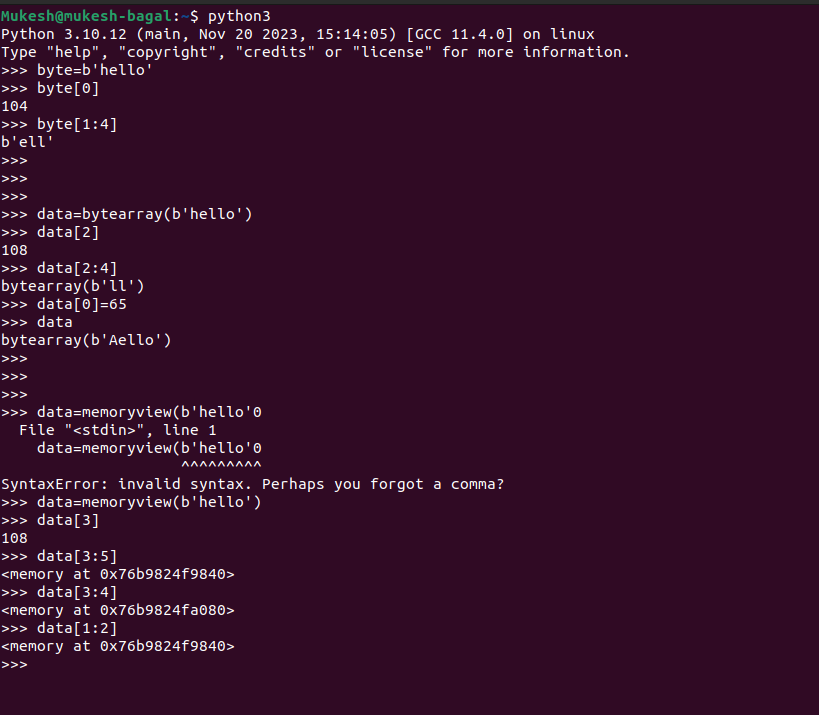 Mukesh@mukesh-bagal:~$ python3
Python 3.10.12 (main, Nov 20 2023, 15:14:05) [GCC 11.4.0] on linux
Type "help", "copyright", "credits" or "license" for more information.
>>> byte=b'hello'
>>> byte[0]
104
>>> byte[1:4]
b'ell'
>>>
>>>
>>>
>>> data=bytearray(b'hello')
>>> data[2]
108
>>> data[2:4]
bytearray(b'll')
>>> data[0]=65
>>> data
bytearray(b'Aello')
>>>
>>>
>>>
>>> data=memoryview(b'hello'0
  File "<stdin>", line 1
    data=memoryview(b'hello'0
                    ^^^^^^^^^
SyntaxError: invalid syntax. Perhaps you forgot a comma?
>>> data=memoryview(b'hello')
>>> data[3]
108
>>> data[3:5]
<memory at 0x76b9824f9840>
>>> data[3:4]
<memory at 0x76b9824fa080>
>>> data[1:2]
<memory at 0x76b9824f9840>
>>>